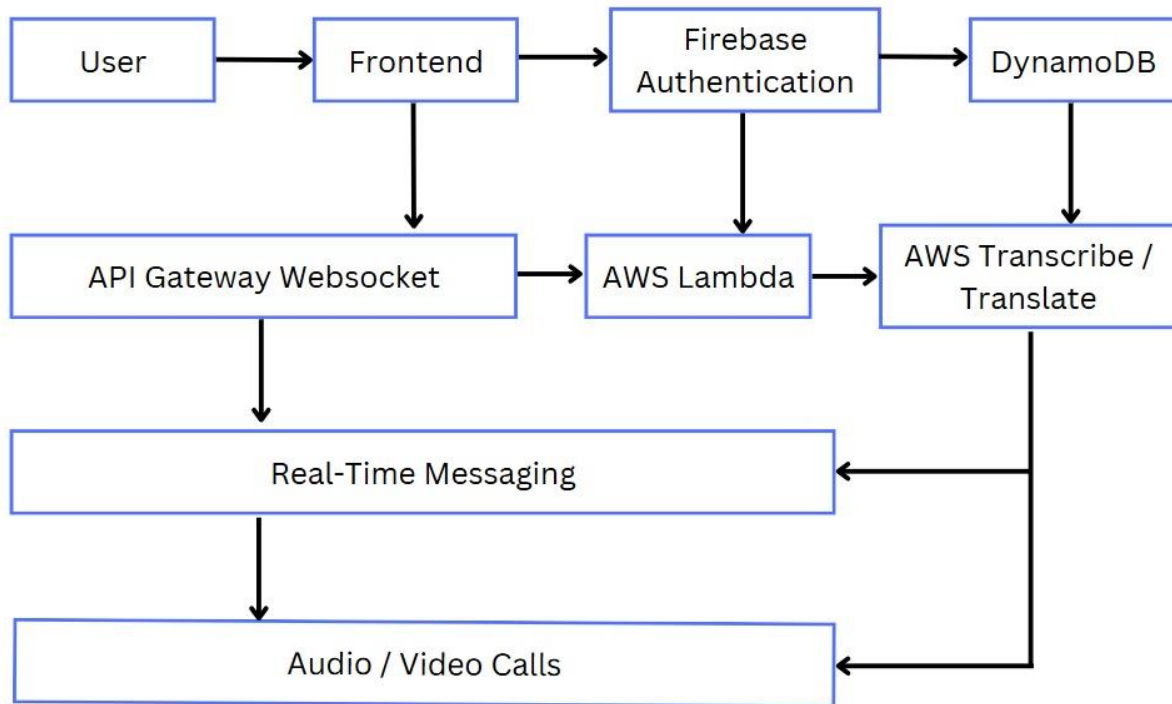 User
Frontend
Firebase
Authentication
DynamoDB
API Gateway Websocket
AWS Lambda
AWS Transcribe /
Translate
Real-Time Messaging
Audio / Video Calls